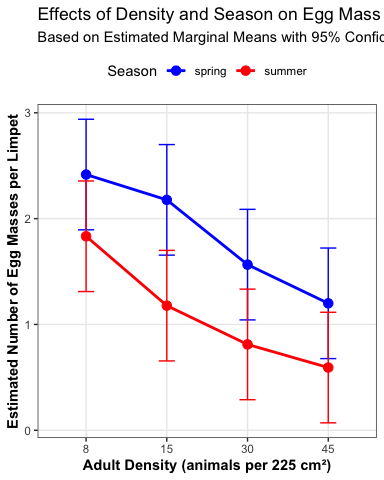 Effects of Density and Season on Egg Mass
Based on Estimated Marginal Means with 95% Confid
Season spring summer
Estimated Number of Egg Masses per Limpet
3
2
1
0
8 15 30 45
Adult Density (animals per 225 cm²)